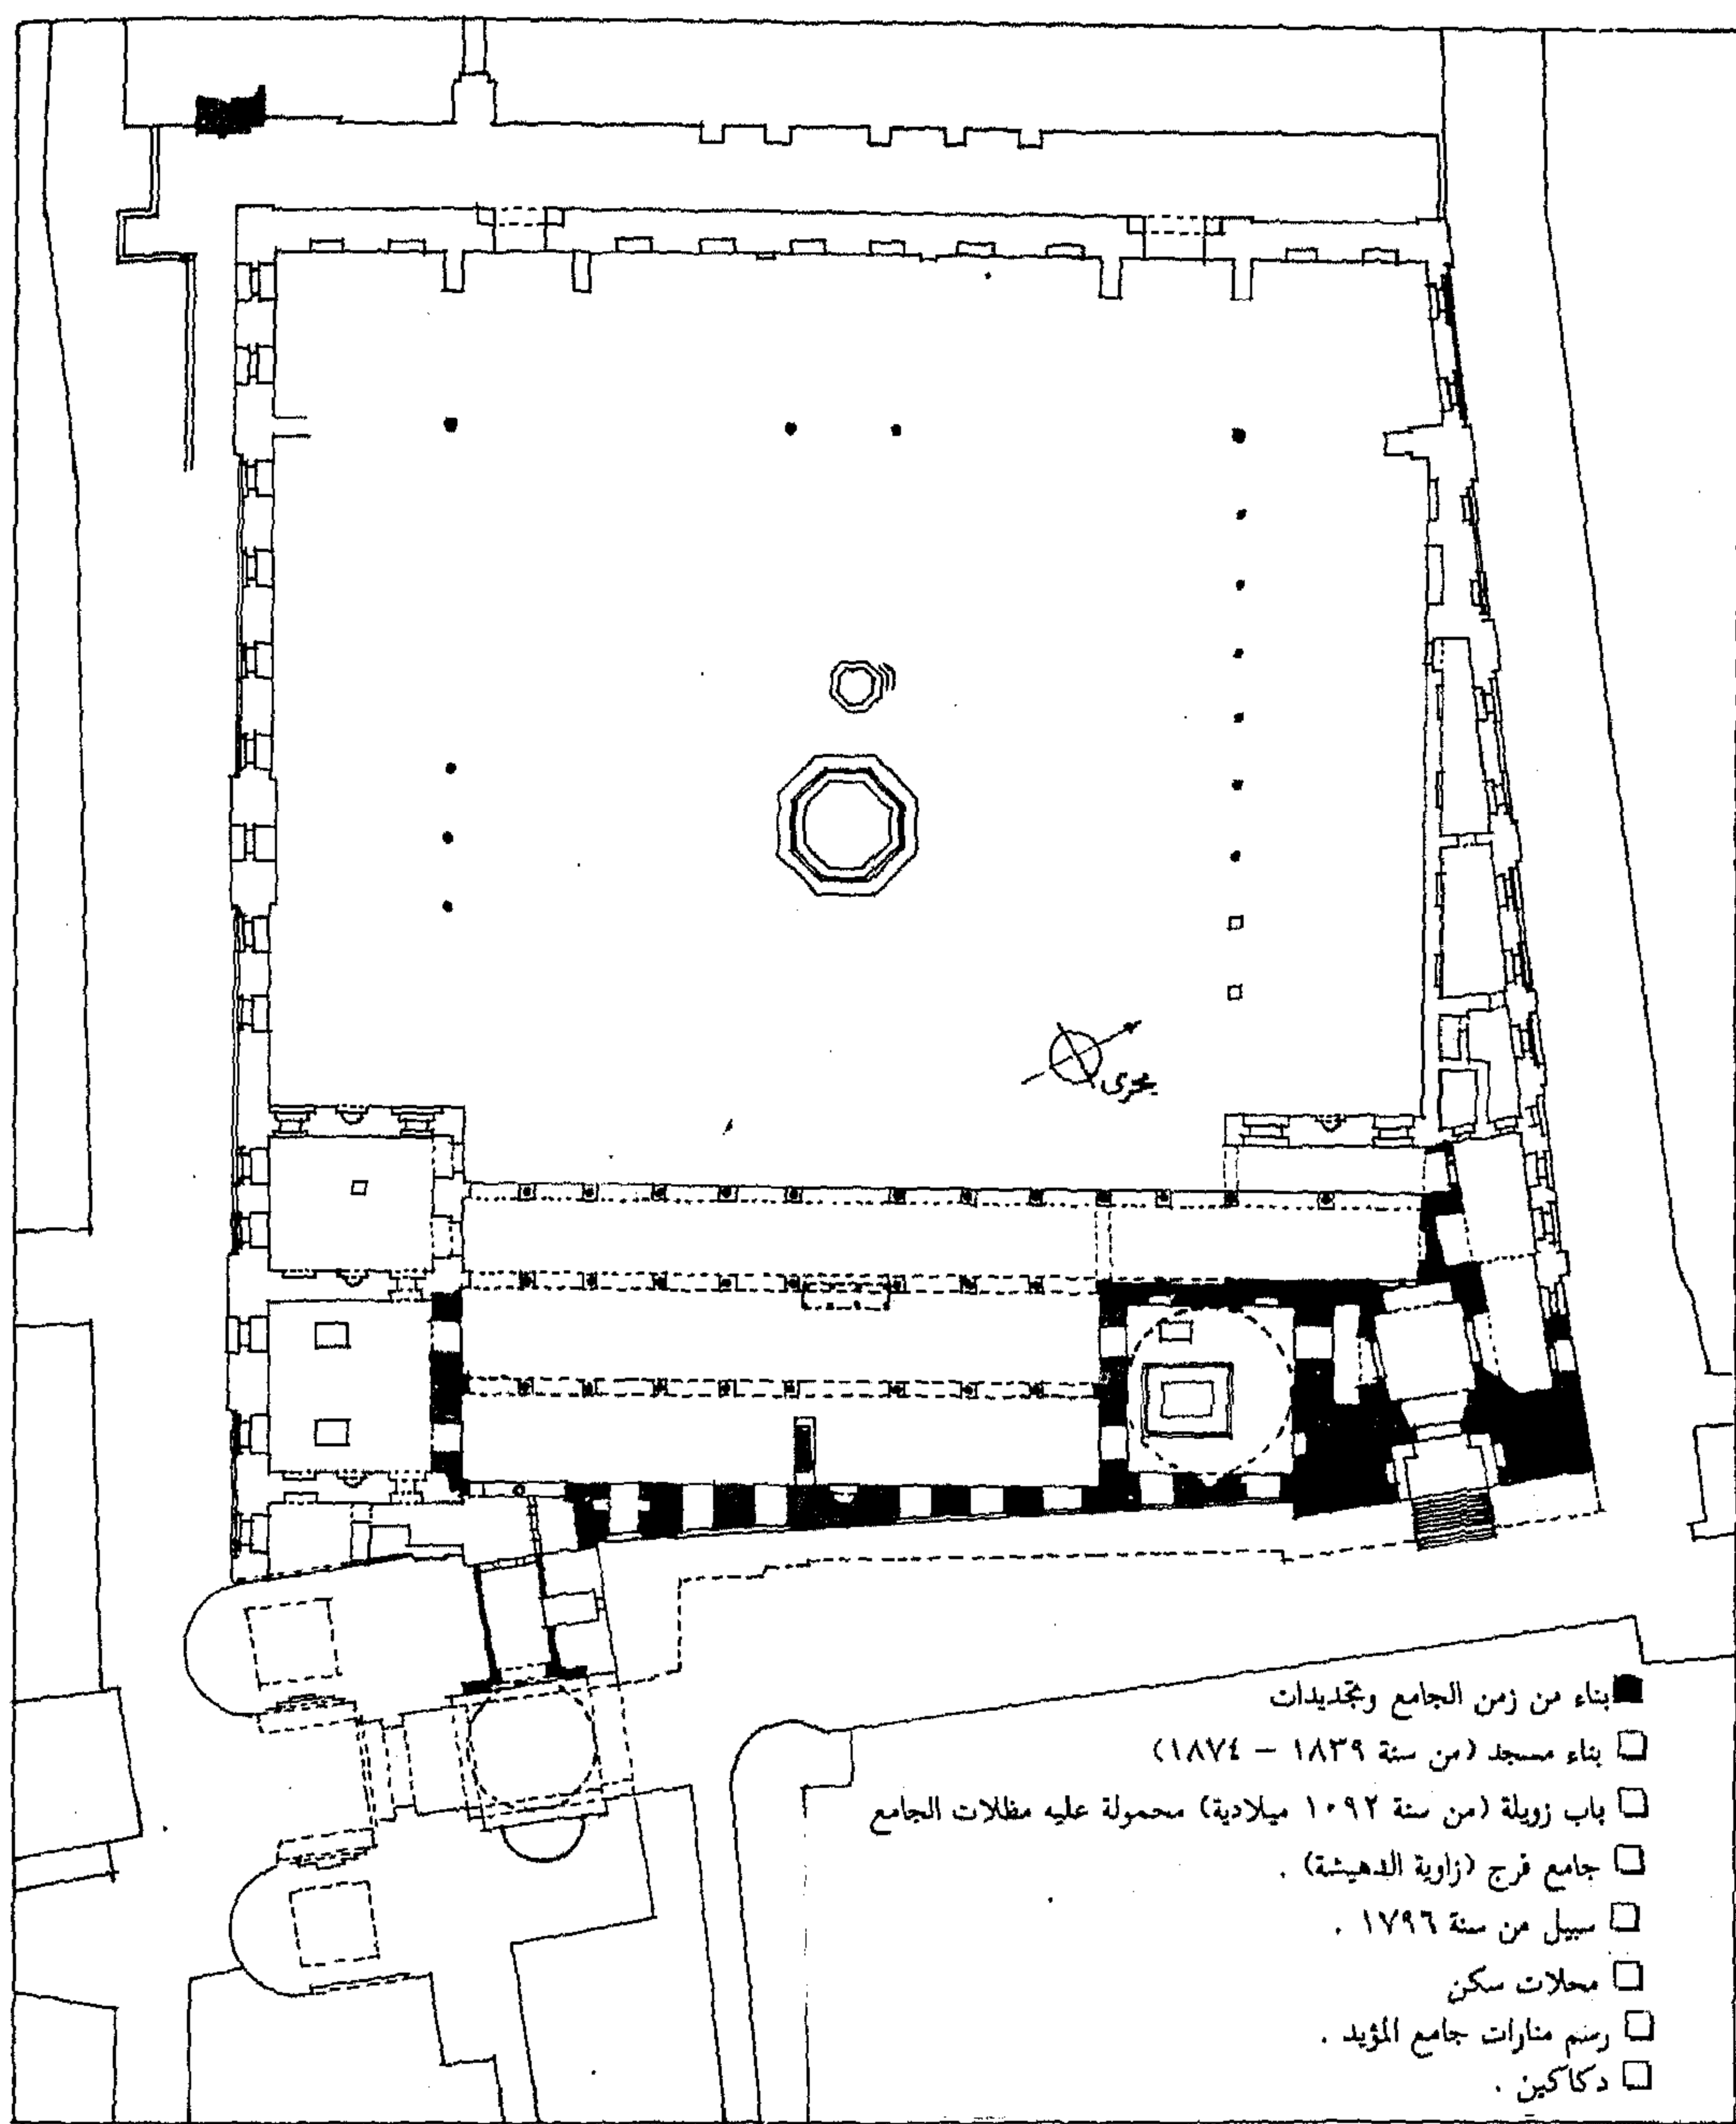 بحرى
بناء من زمن الجامع وتجديدات
بناء مسجد (من سنة ١٨٣٩ – ١٨٧٤)
باب زويلة (من سنة ١٠٩٢ ميلادية) محمولة عليه مظلات الجامع
جامع فرج (زاوية الدهيشة) .
سبيل من سنة ١٧٩٦ .
محلات سكن
رسم منارات جامع المؤيد .
دكاكين .